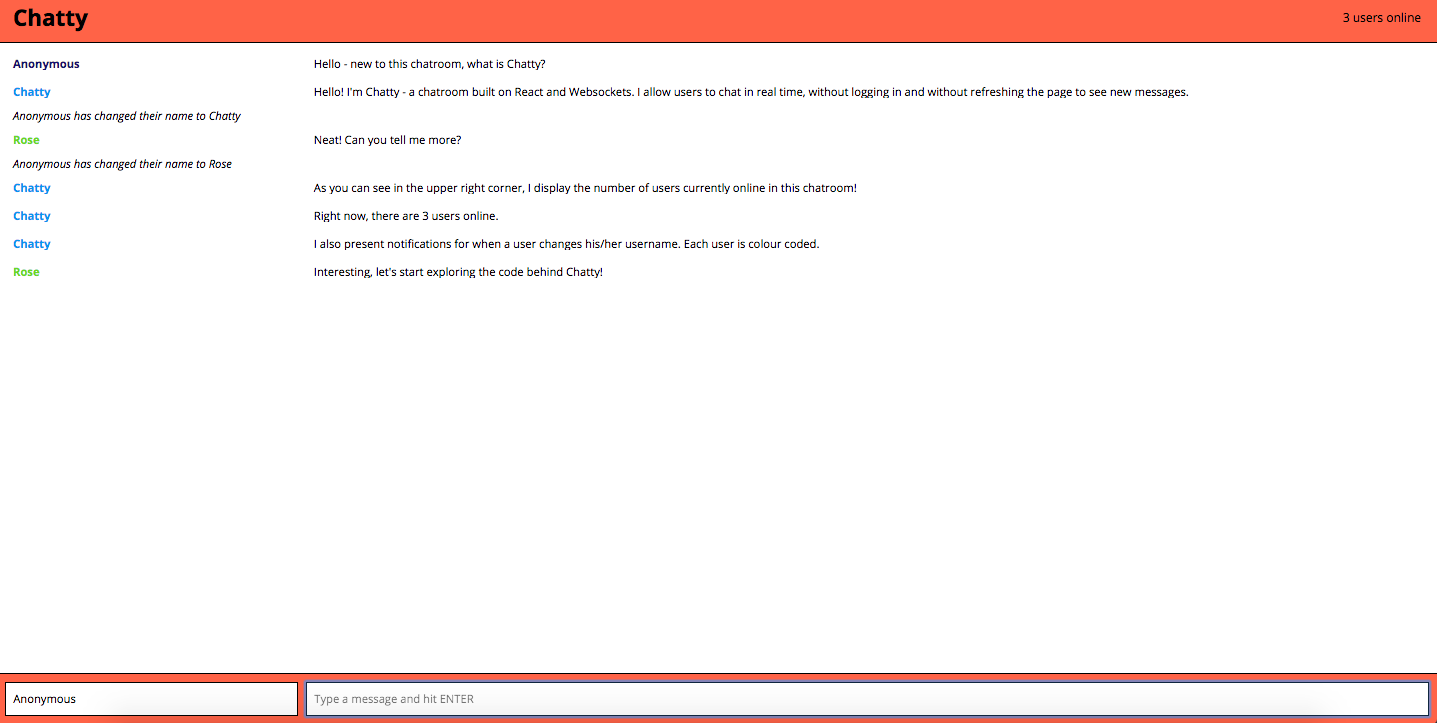 Chatty
3 users online
Anonymous Hello - new to this chatroom, what is Chatty?
Chatty Hello! I'm Chatty - a chatroom built on React and Websockets. I allow users to chat in real time, without logging in and without refreshing the page to see new messages.
Anonymous has changed their name to Chatty
Rose Neat! Can you tell me more?
Anonymous has changed their name to Rose
Chatty As you can see in the upper right corner, I display the number of users currently online in this chatroom!
Chatty Right now, there are 3 users online.
Chatty I also present notifications for when a user changes his/her username. Each user is colour coded.
Rose Interesting, let's start exploring the code behind Chatty!
Anonymous Type a message and hit ENTER